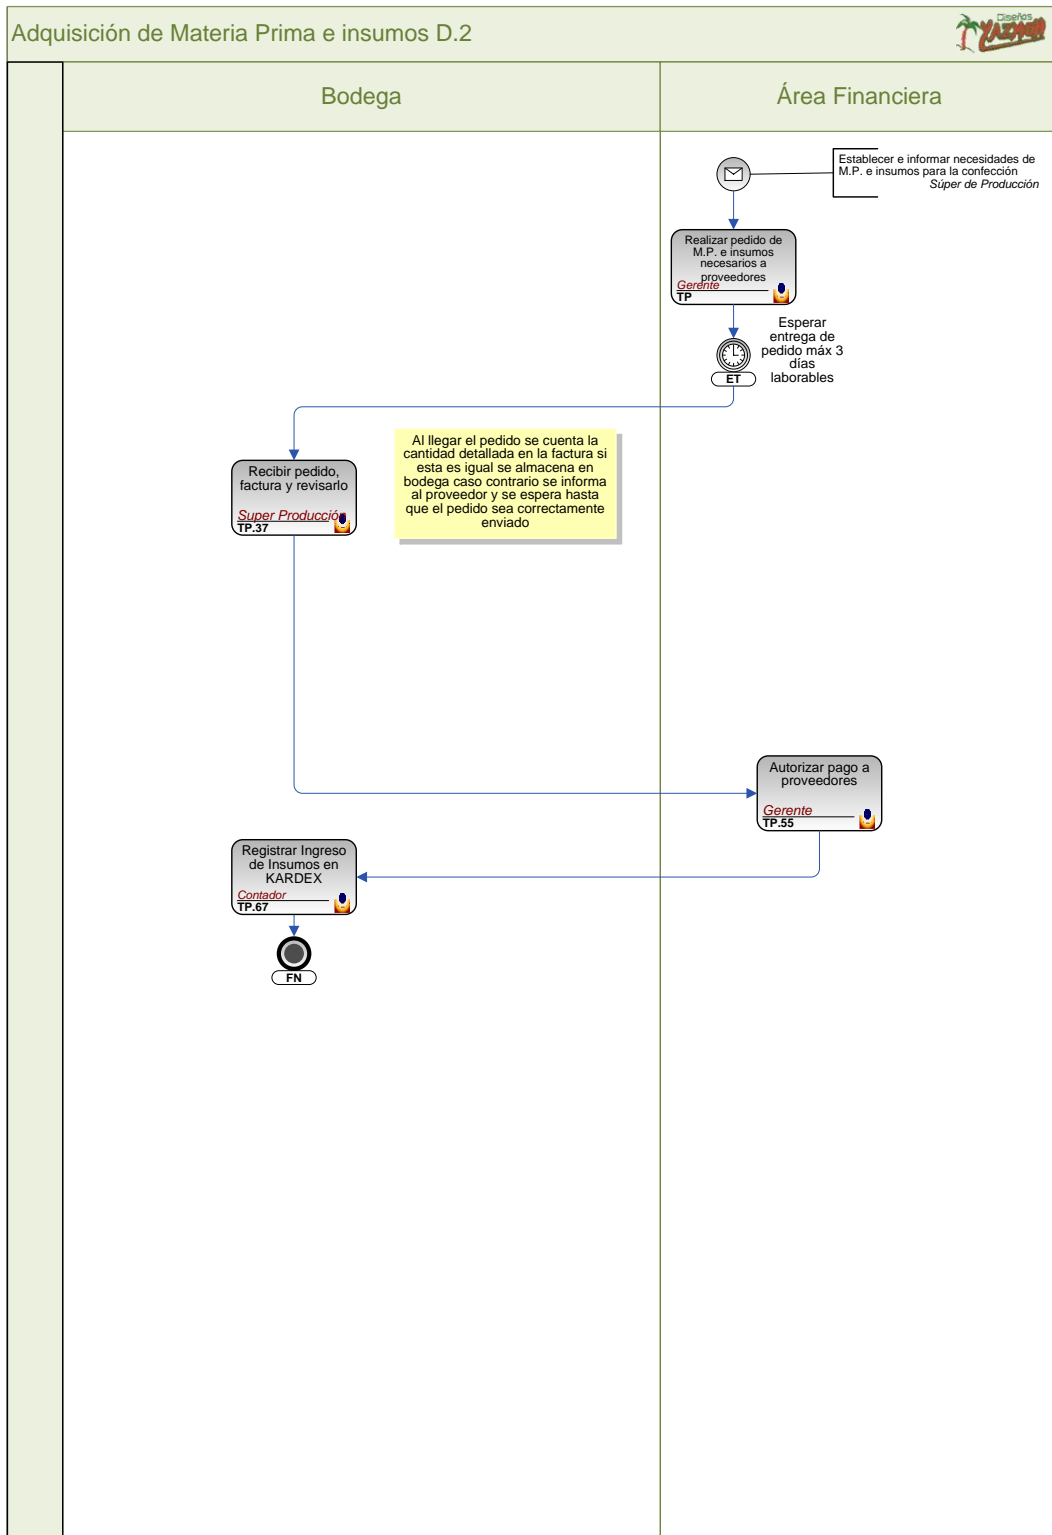 Adquisición de Materia Prima e insumos D.2
Diseños
YAZMAR
Bodega
Área Financiera
Establecer e informar necesidades de
M.P. e insumos para la confección
Súper de Producción
Realizar pedido de
M.P. e insumos
necesarios a
proveedores
Gerente
TP
Esperar
entrega de
pedido máx 3
días
laborables
ET
Al llegar el pedido se cuenta la
cantidad detallada en la factura si
esta es igual se almacena en
bodega caso contrario se informa
al proveedor y se espera hasta
que el pedido sea correctamente
enviado
Recibir pedido,
factura y revisarlo
Super Producción
TP.37
Autorizar pago a
proveedores
Gerente
TP.55
Registrar Ingreso
de Insumos en
KARDEX
Contador
TP.67
FN